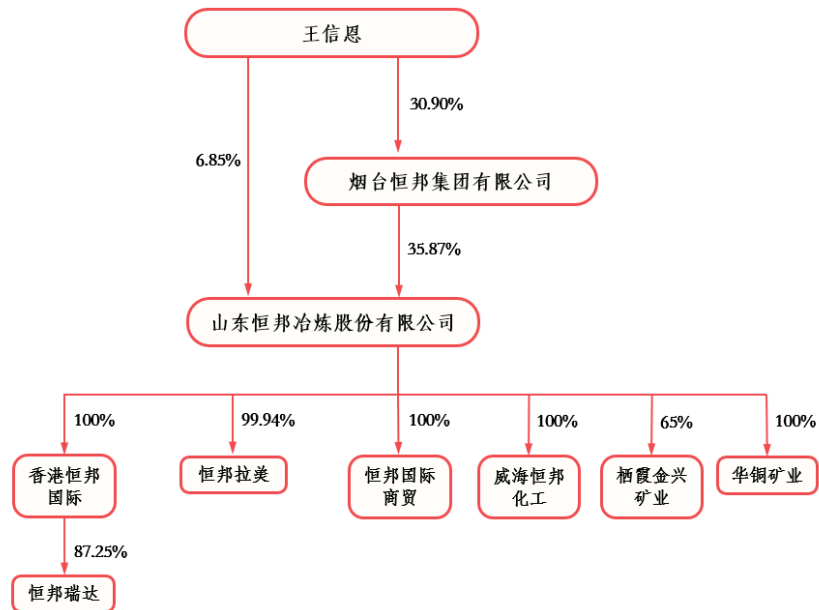 王信恩
30.90%
6.85%
烟台恒邦集团有限公司
35.87%
山东恒邦冶炼股份有限公司
100%
99.94%
100%
100%
65%
100%
香港恒邦
国际
恒邦拉美
恒邦国际
商贸
威海恒邦
化工
栖霞金兴
矿业
华铜矿业
87.25%
恒邦瑞达